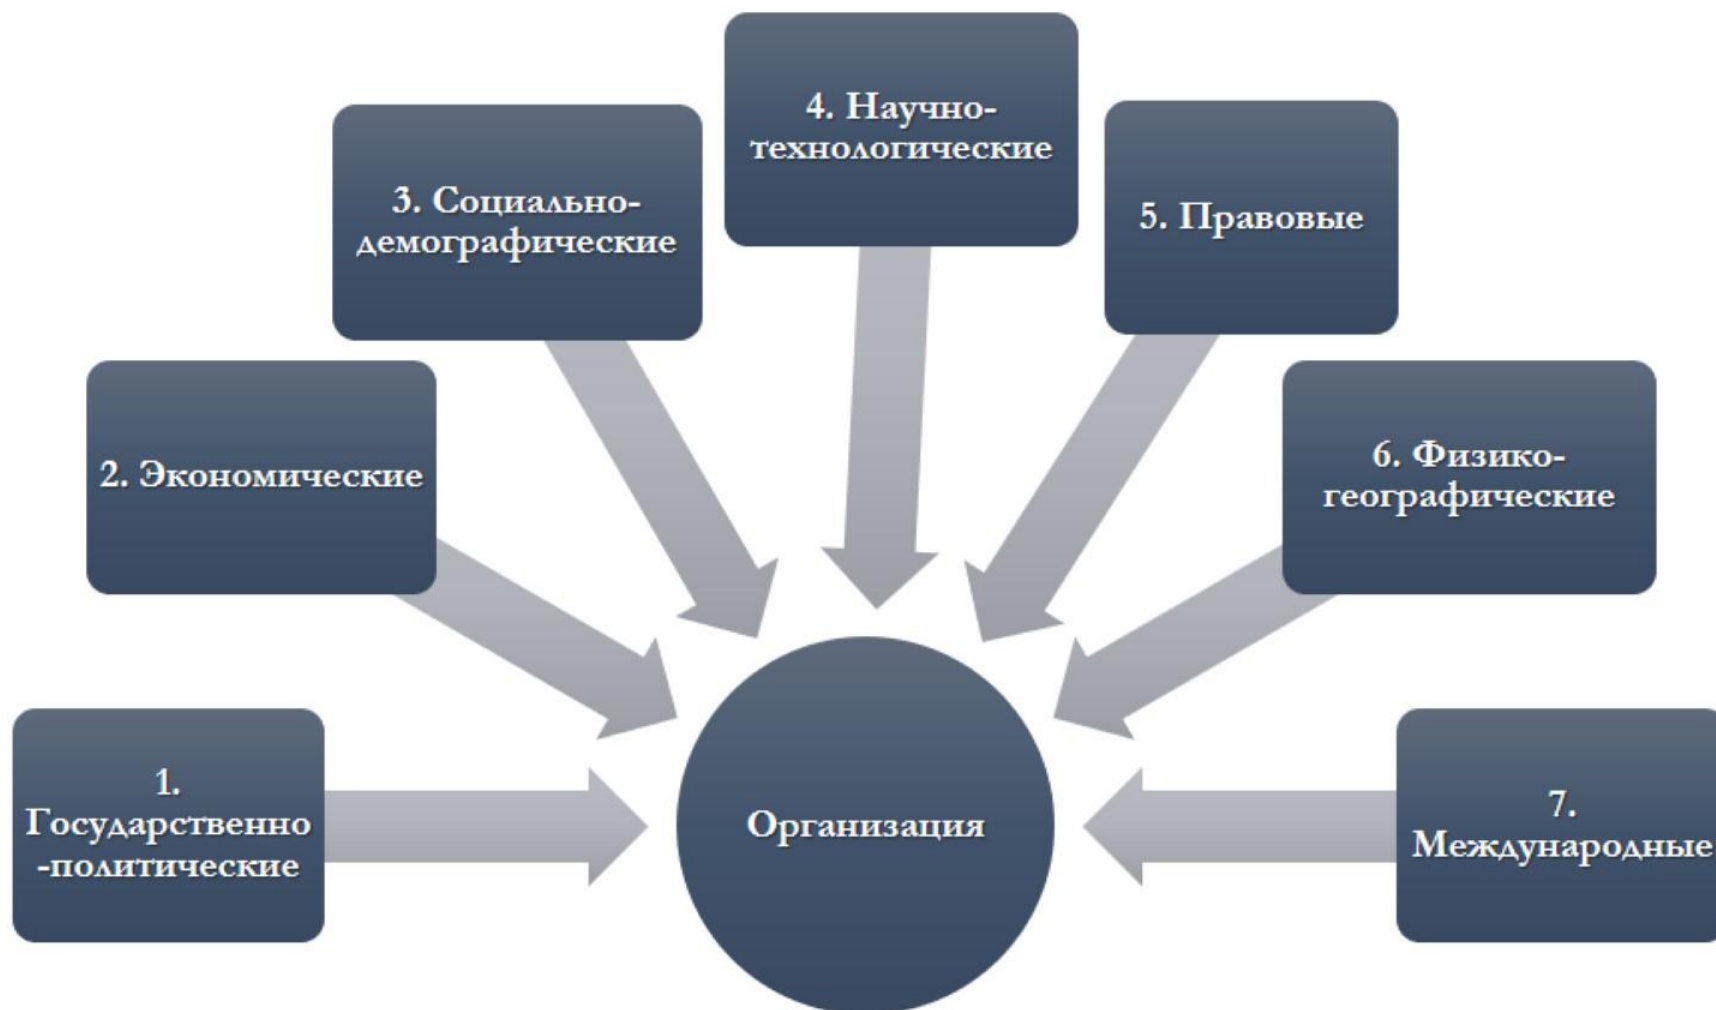 1.
Государственно
-политические
2. Экономические
3. Социально-
демографические
4. Научно-
технологические
5. Правовые
6. Физико-
географические
7.
Международные
Организация